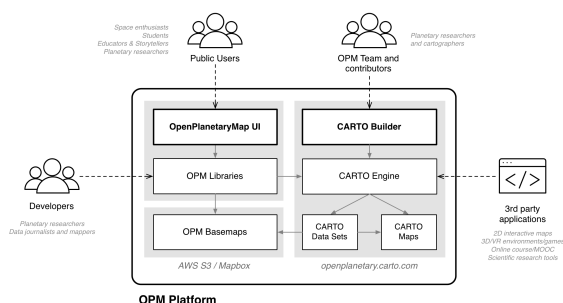 Space enthusiasts
Students
Educators & Storytellers
Planetary researchers
Public Users
OPM Team and
contributors
Planetary researchers
and cartographers
OpenPlanetaryMap UI
CARTO Builder
OPM Libraries
CARTO Engine
Developers
Planetary researchers
Data journalists and mappers
</>
3rd party
applications
2D interactive maps
3D/VR environments/games
Online course/MOOC
Scientific research tools
OPM Basemaps
CARTO
Data Sets
CARTO
Maps
AWS S3 / Mapbox
openplanetary.carto.com
OPM Platform